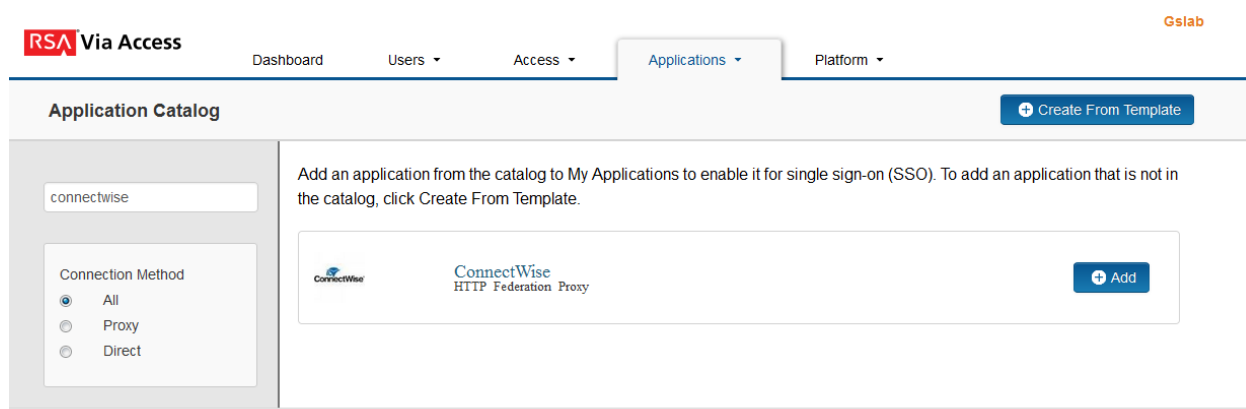 Gslab
RSA Via Access
Dashboard Users Access Applications Platform
Application Catalog
Create From Template
connectwise
Connection Method
All
Proxy
Direct
Add an application from the catalog to My Applications to enable it for single sign-on (SSO). To add an application that is not in
the catalog, click Create From Template.
ConnectWise
ConnectWise
HTTP Federation Proxy
Add